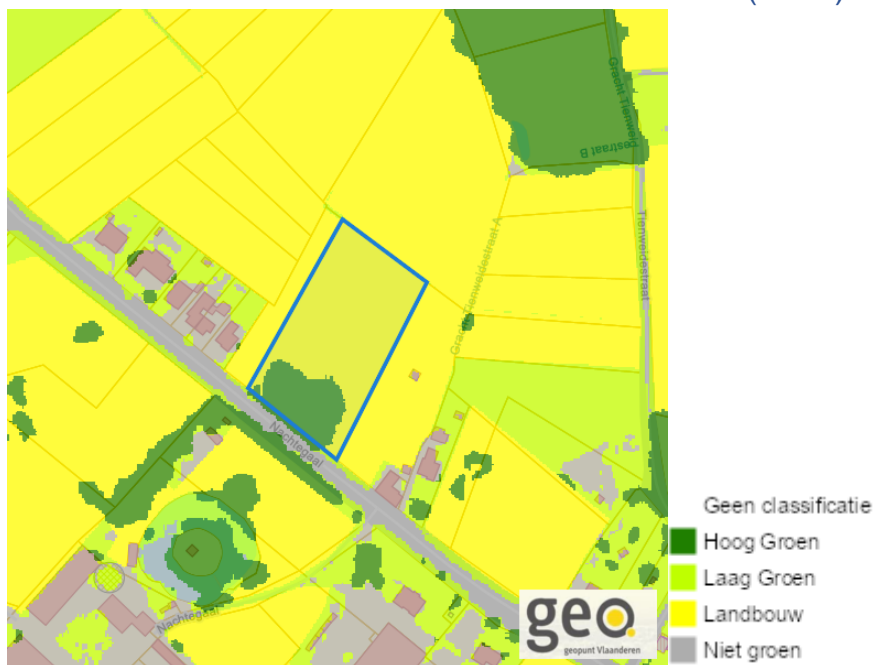 Gracht Tienweidestraat B
Tienweidestraat
Gracht Tienweidestraat A
Nachtegaal
Nachtegaal
geo
geopunt Vlaanderen
Geen classificatie
Hoog Groen
Laag Groen
Landbouw
Niet groen